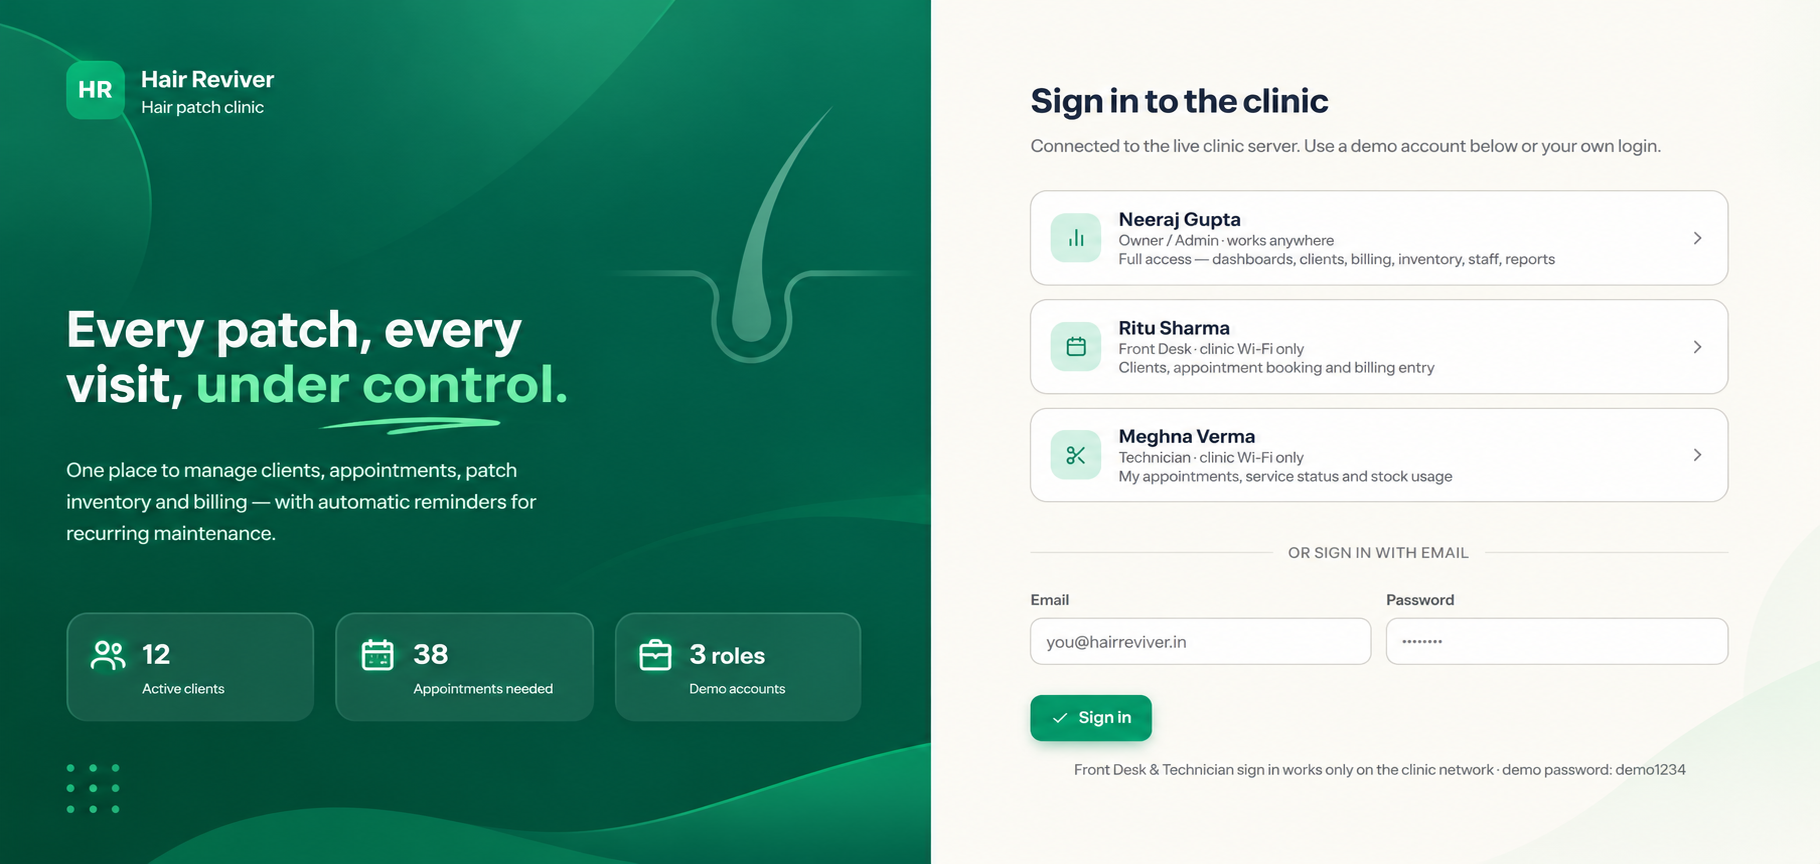 HR
Hair Reviver
Hair patch clinic
Every patch, every
visit, under control.
One place to manage clients, appointments, patch
inventory and billing — with automatic reminders for
recurring maintenance.
12
Active clients
38
Appointments needed
3 roles
Demo accounts
Sign in to the clinic
Connected to the live clinic server. Use a demo account below or your own login.
Neeraj Gupta
Owner / Admin · works anywhere
Full access — dashboards, clients, billing, inventory, staff, reports
Ritu Sharma
Front Desk · clinic Wi-Fi only
Clients, appointment booking and billing entry
Meghna Verma
Technician · clinic Wi-Fi only
My appointments, service status and stock usage
OR SIGN IN WITH EMAIL
Email
Password
you@hairreviver.in
••••••••
Sign in
Front Desk & Technician sign in works only on the clinic network · demo password: demo1234